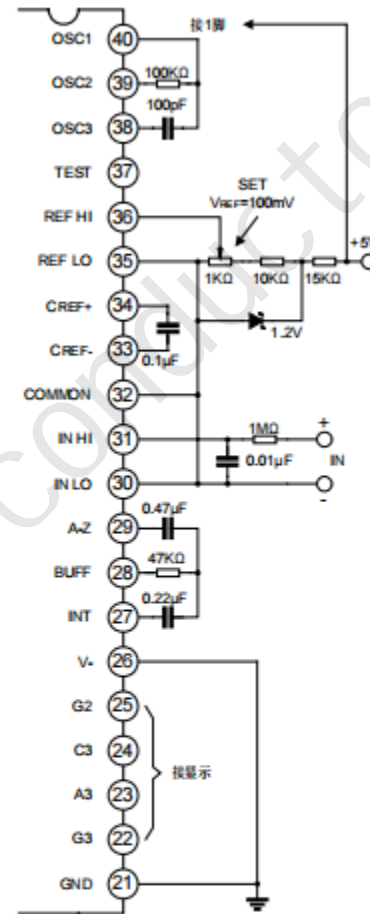 OSC1 40 接1脚
OSC2 39 100KΩ
100pF
OSC3 38
TEST 37
SET
REF HI 36 VREF=100mV
+5V
REF LO 35
1KΩ 10KΩ 15KΩ
CREF+ 34
1.2V
CREF- 33
0.1μF
COMMON 32
1MΩ +
IN HI 31
0.01μF IN
IN LO 30 -
0.47μF
A-Z 29
BUFF 28 47KΩ
0.22μF
INT 27
V- 26
G2 25
C3 24
接显示
A3 23
G3 22
GND 21
conducto